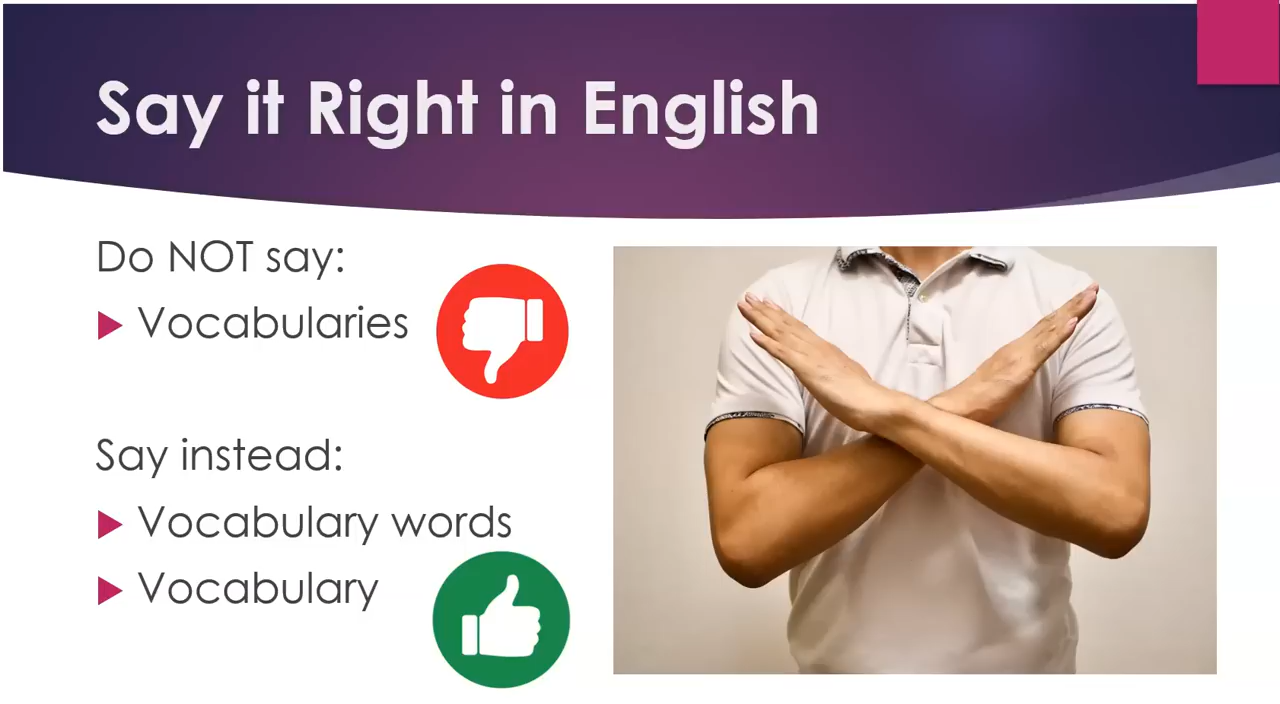 Say it Right in English
Do NOT say:
Vocabularies
Say instead:
Vocabulary words
Vocabulary